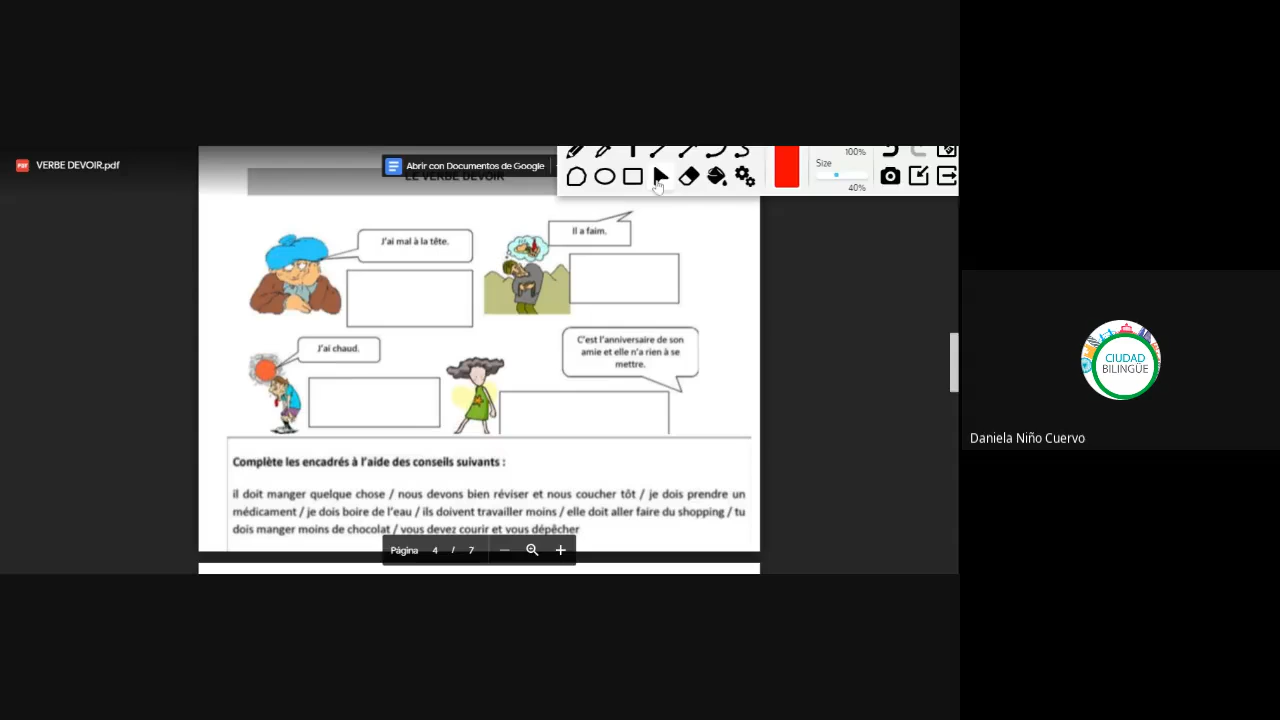 VERBE DEVOIR.pdf
Abrir con Documentos de Google
LE VERBE DEVOIR
100%
Size
40%
J'ai mal à la tête.
Il a faim.
J'ai chaud.
C'est l'anniversaire de son
amie et elle n'a rien à se
mettre.
CIUDAD
BILINGÜE
Daniela Niño Cuervo
Complète les encadrés à l'aide des conseils suivants :
il doit manger quelque chose / nous devons bien réviser et nous coucher tôt / je dois prendre un
médicament / je dois boire de l'eau / ils doivent travailler moins / elle doit aller faire du shopping / tu
dois manger moins de chocolat / vous devez courir et vous dépêcher
Página 4 / 7